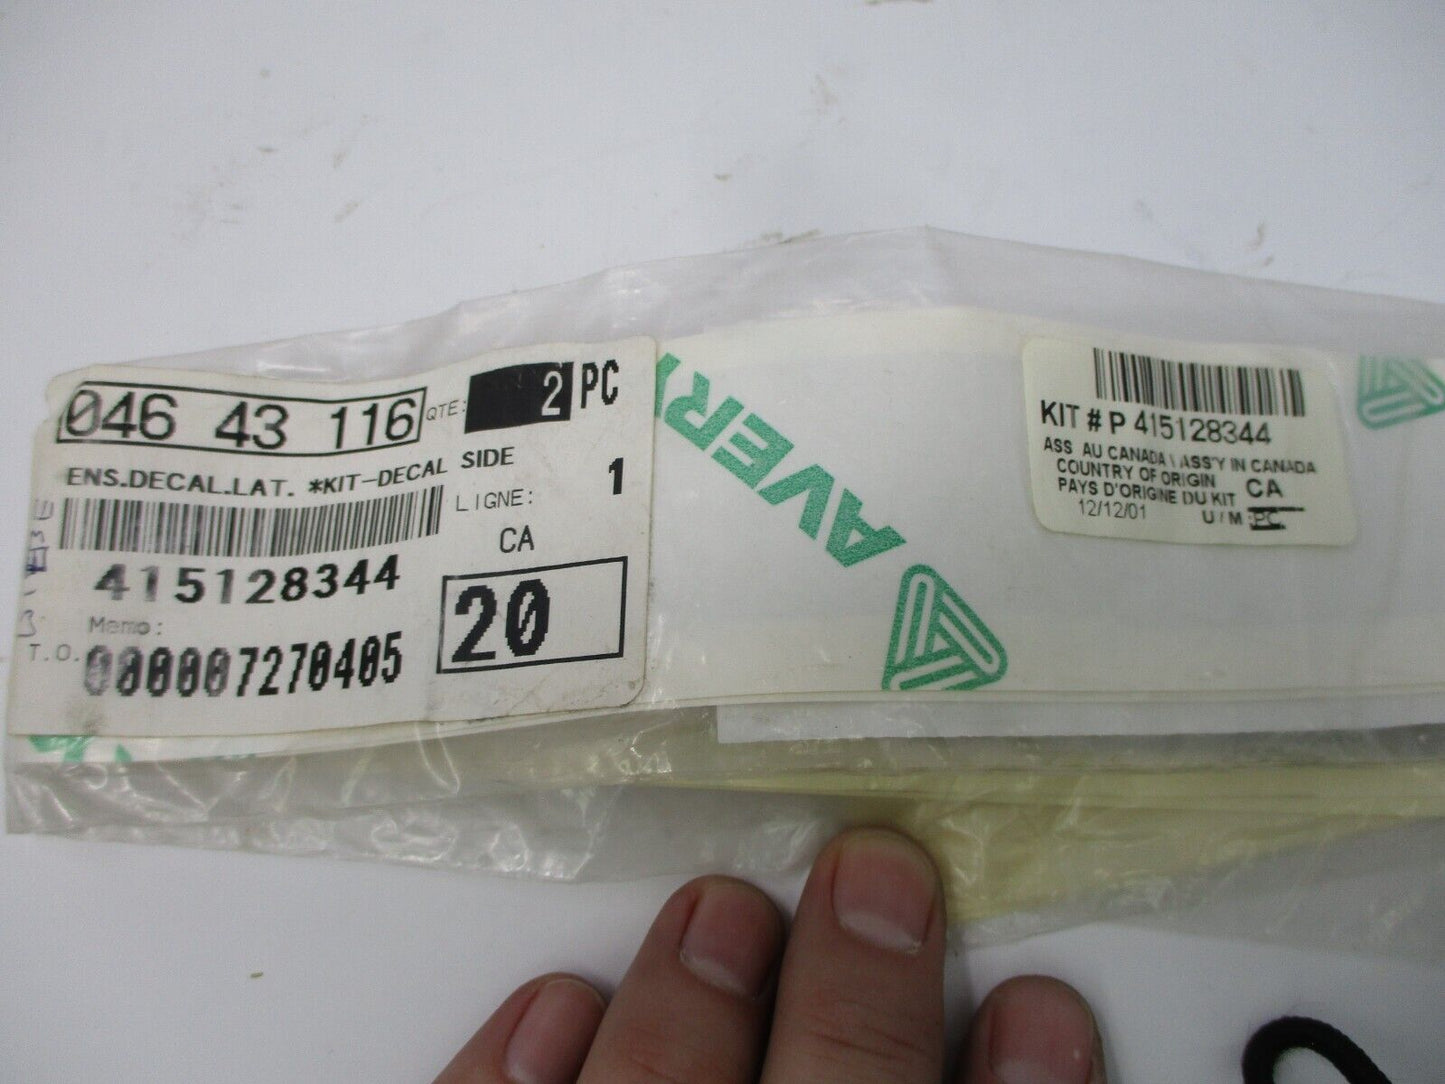 046 43 116 QTE: 2 PC
ENS.DECAL.LAT. *KIT-DECAL SIDE
LIGNE: 1
CA
415128344
20
Memo:
T.O. 000007270405
AVERY
KIT # P 415128344
ASS AU CANADA \ ASS'Y IN CANADA
COUNTRY OF ORIGIN
PAYS D'ORIGINE DU KIT CA
12/12/01 U/M: PC